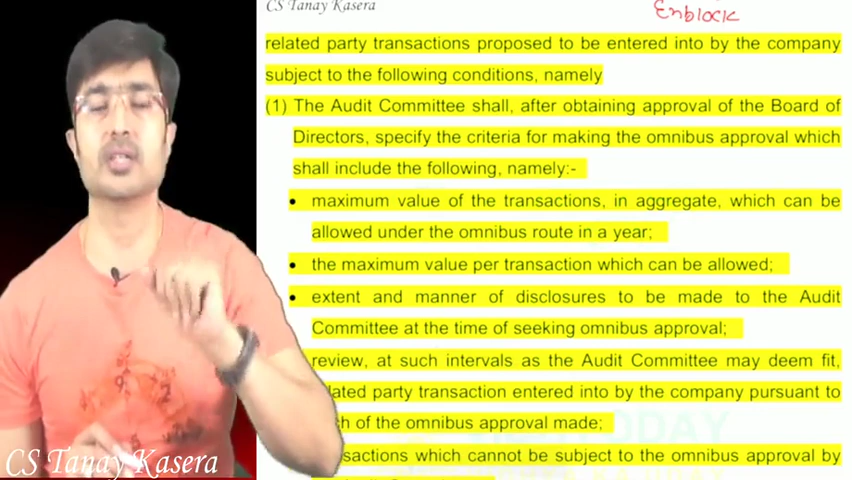 CS Tanay Kasera
Enblock
related party transactions proposed to be entered into by the company
subject to the following conditions, namely
(1) The Audit Committee shall, after obtaining approval of the Board of
Directors, specify the criteria for making the omnibus approval which
shall include the following, namely:-
• maximum value of the transactions, in aggregate, which can be
allowed under the omnibus route in a year;
• the maximum value per transaction which can be allowed;
• extent and manner of disclosures to be made to the Audit
Committee at the time of seeking omnibus approval;
review, at such intervals as the Audit Committee may deem fit,
lated party transaction entered into by the company pursuant to
ch of the omnibus approval made;
sactions which cannot be subject to the omnibus approval by
CS Tanay Kasera